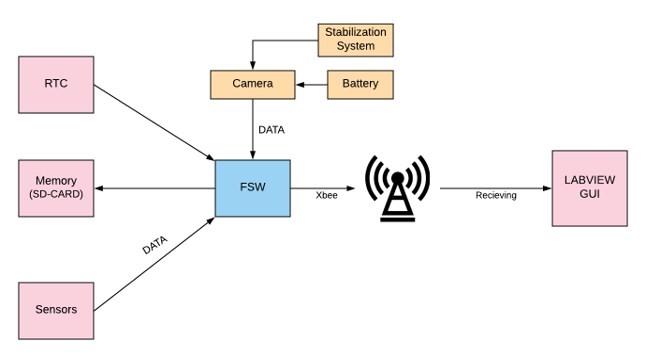 Stabilization
System
RTC
Camera
Battery
DATA
Memory
(SD-CARD)
FSW
Xbee
Recieving
LABVIEW
GUI
DATA
Sensors